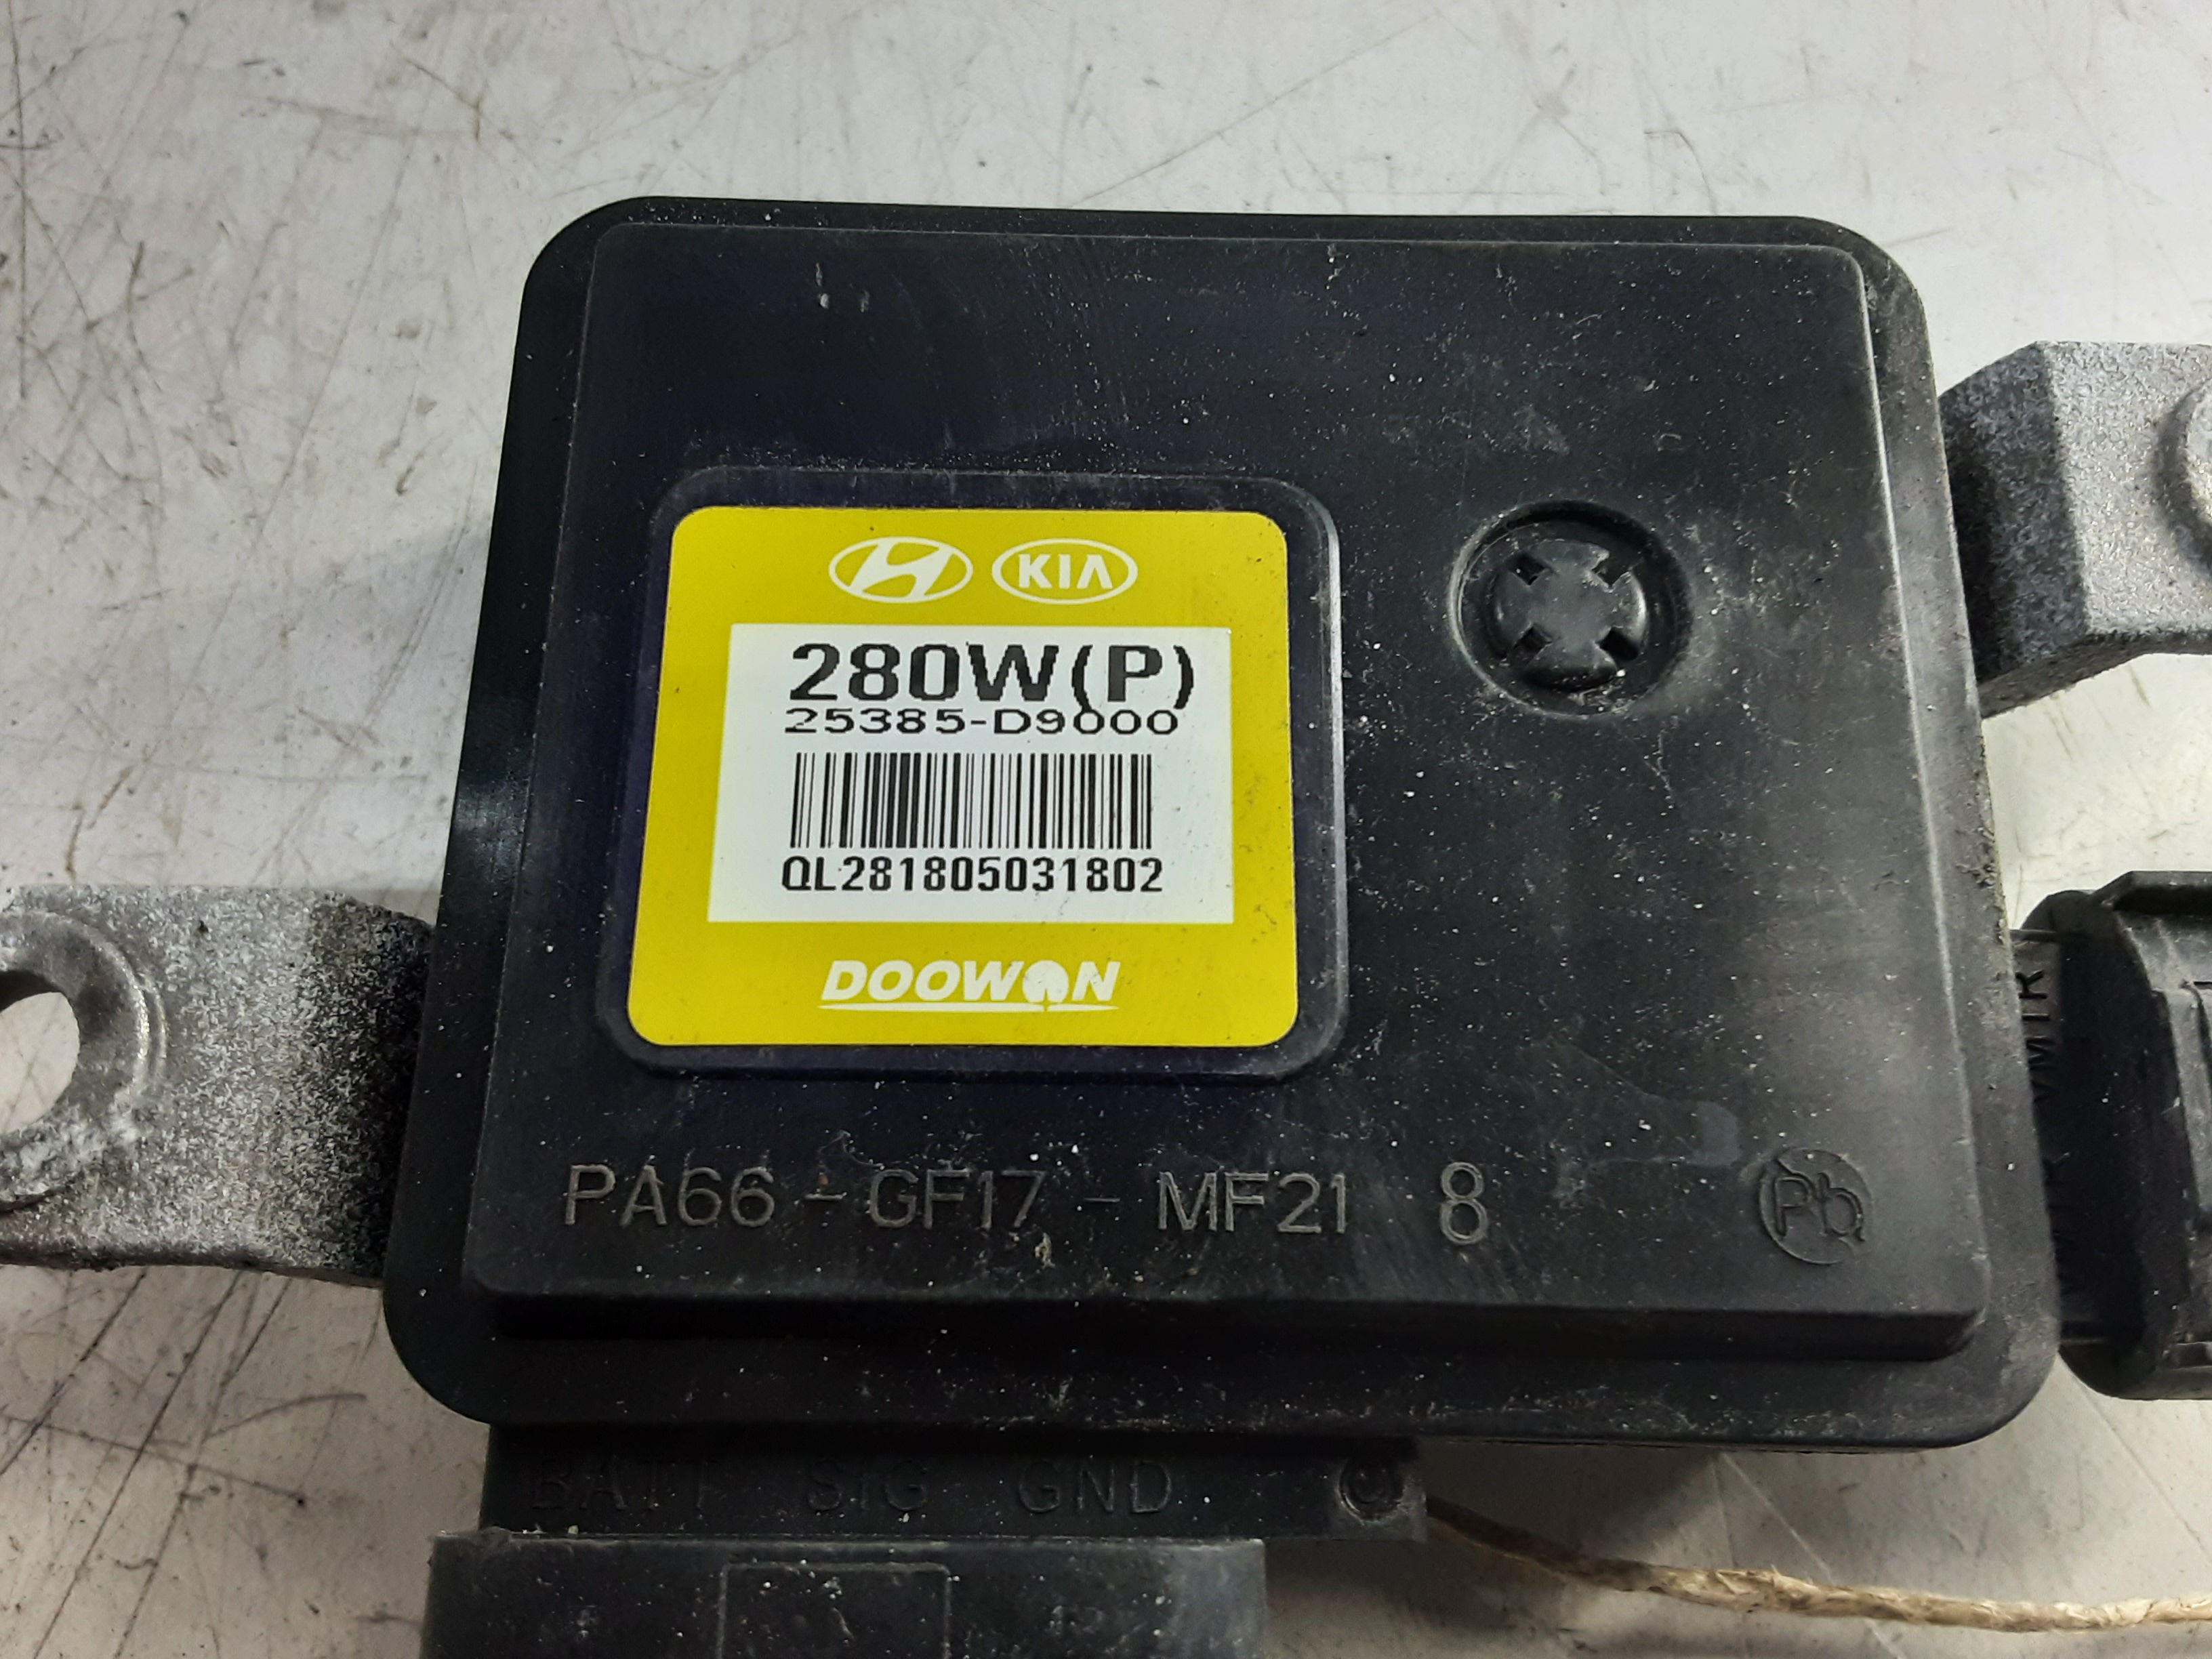 KIA
280W(P)
25385-D9000
QL281805031802
DOOWON
PA66-GF17-MF21 8
Pb
BATT SIG GND